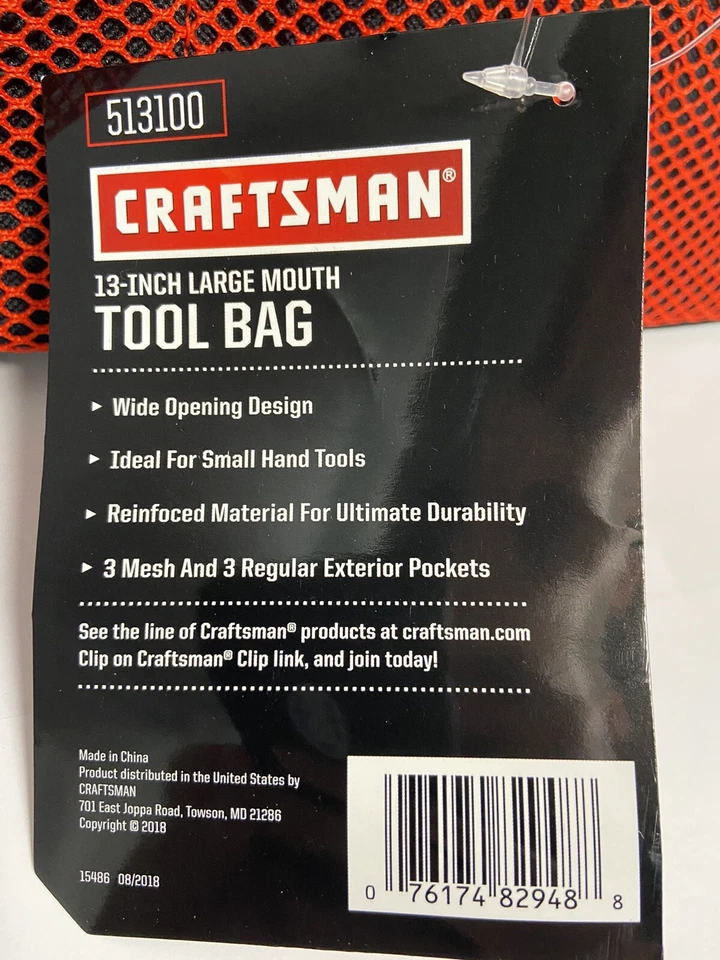 513100
CRAFTSMAN®
13-INCH LARGE MOUTH
TOOL BAG
▸ Wide Opening Design
▸ Ideal For Small Hand Tools
▸ Reinfoced Material For Ultimate Durability
▸ 3 Mesh And 3 Regular Exterior Pockets
See the line of Craftsman® products at craftsman.com
Clip on Craftsman® Clip link, and join today!
Made in China
Product distributed in the United States by
CRAFTSMAN
701 East Joppa Road, Towson, MD 21286
Copyright © 2018
15486 08/2018
0 76174 82948 8